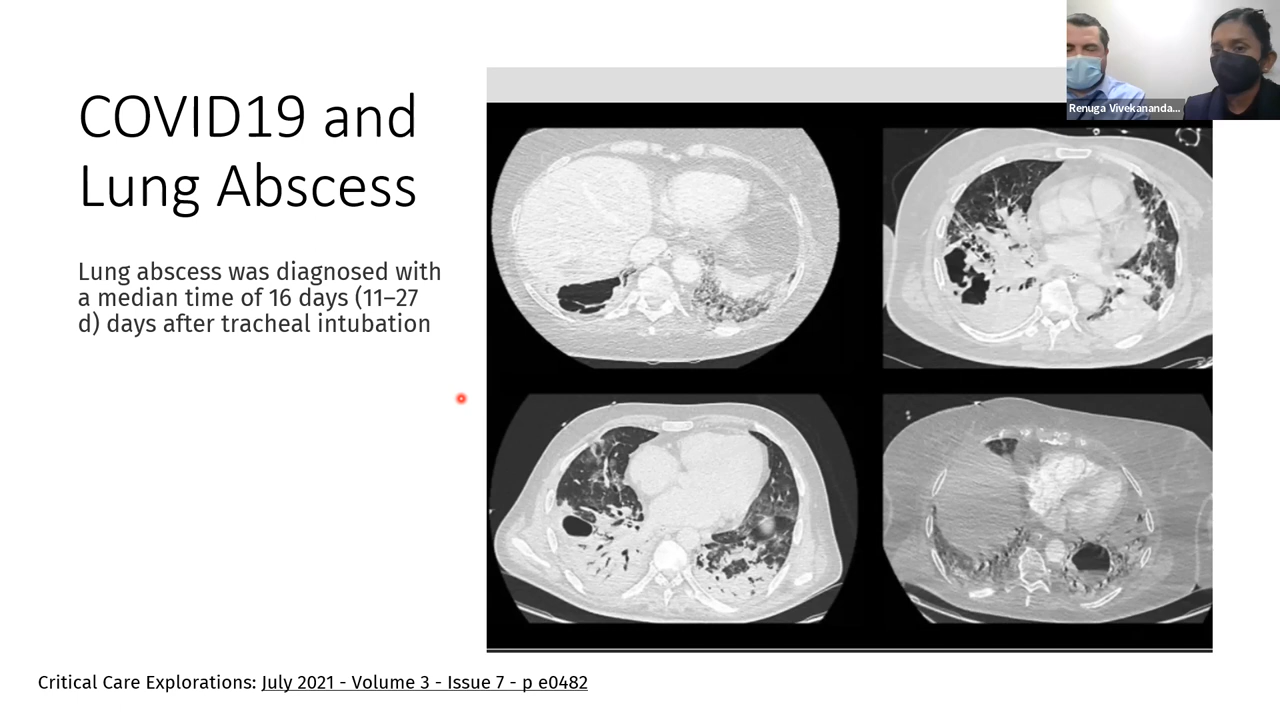 COVID19 and
Lung Abscess
Lung abscess was diagnosed with
a median time of 16 days (11–27
d) days after tracheal intubation
Renuga Vivekananda...
Critical Care Explorations: July 2021 - Volume 3 - Issue 7 - p e0482